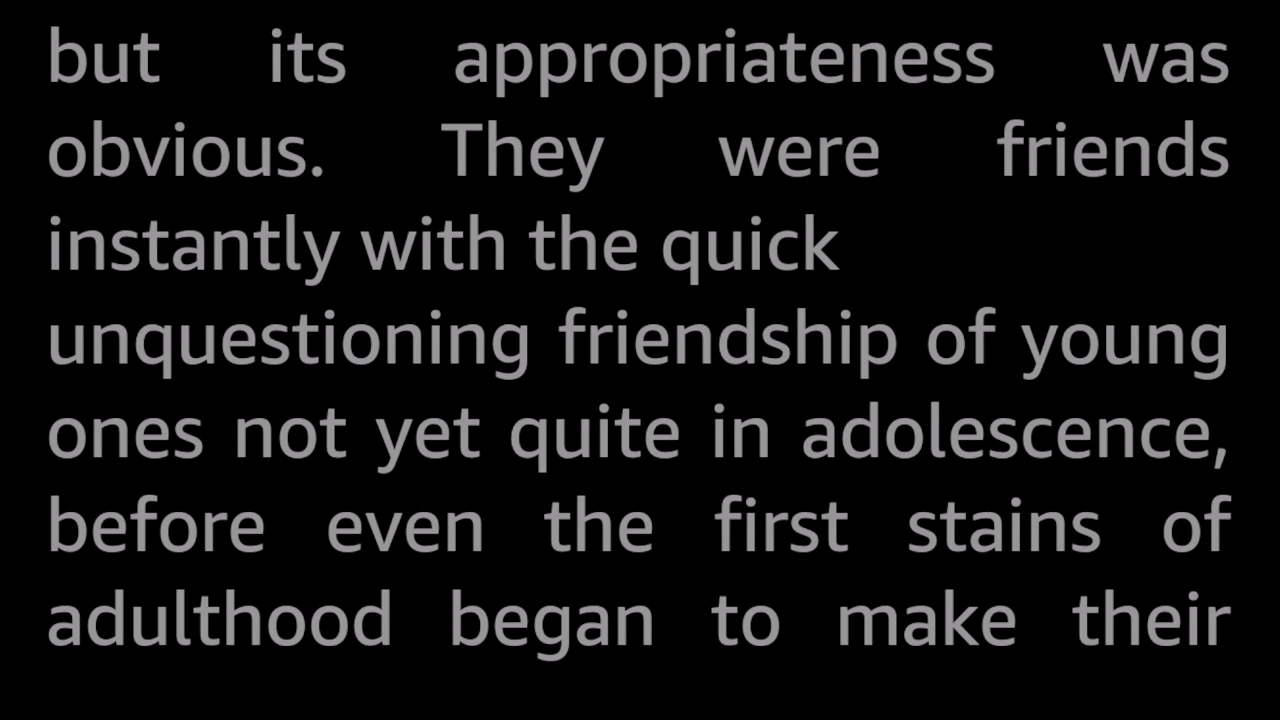 but its appropriateness was
obvious. They were friends
instantly with the quick
unquestioning friendship of young
ones not yet quite in adolescence,
before even the first stains of
adulthood began to make their